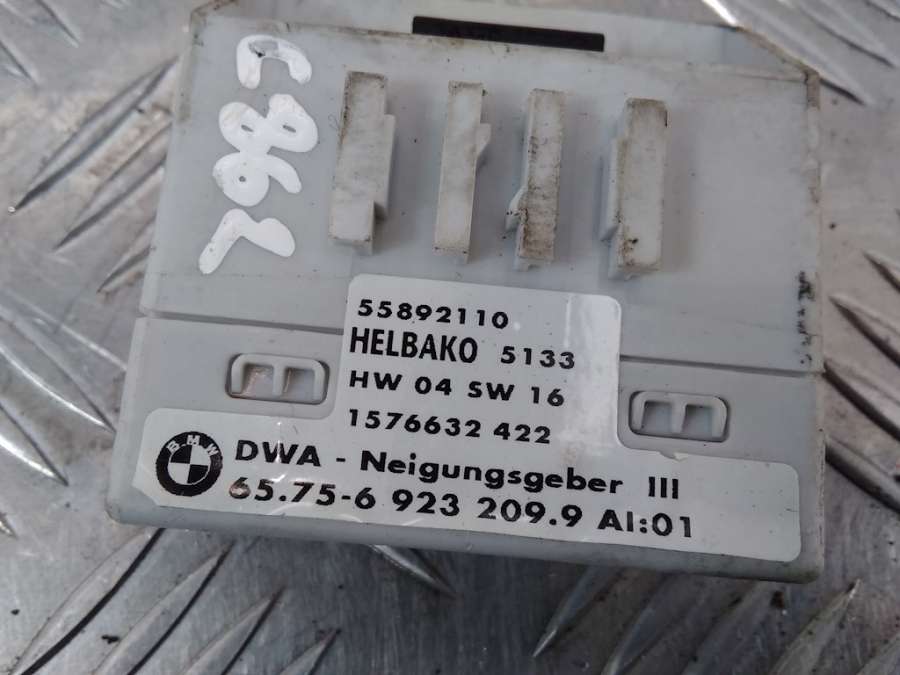 C862
55892110
HELBAKO 5133
HW 04 SW 16
1576632 422
BMW
DWA - Neigungsgeber III
65.75-6 923 209.9 AI:01